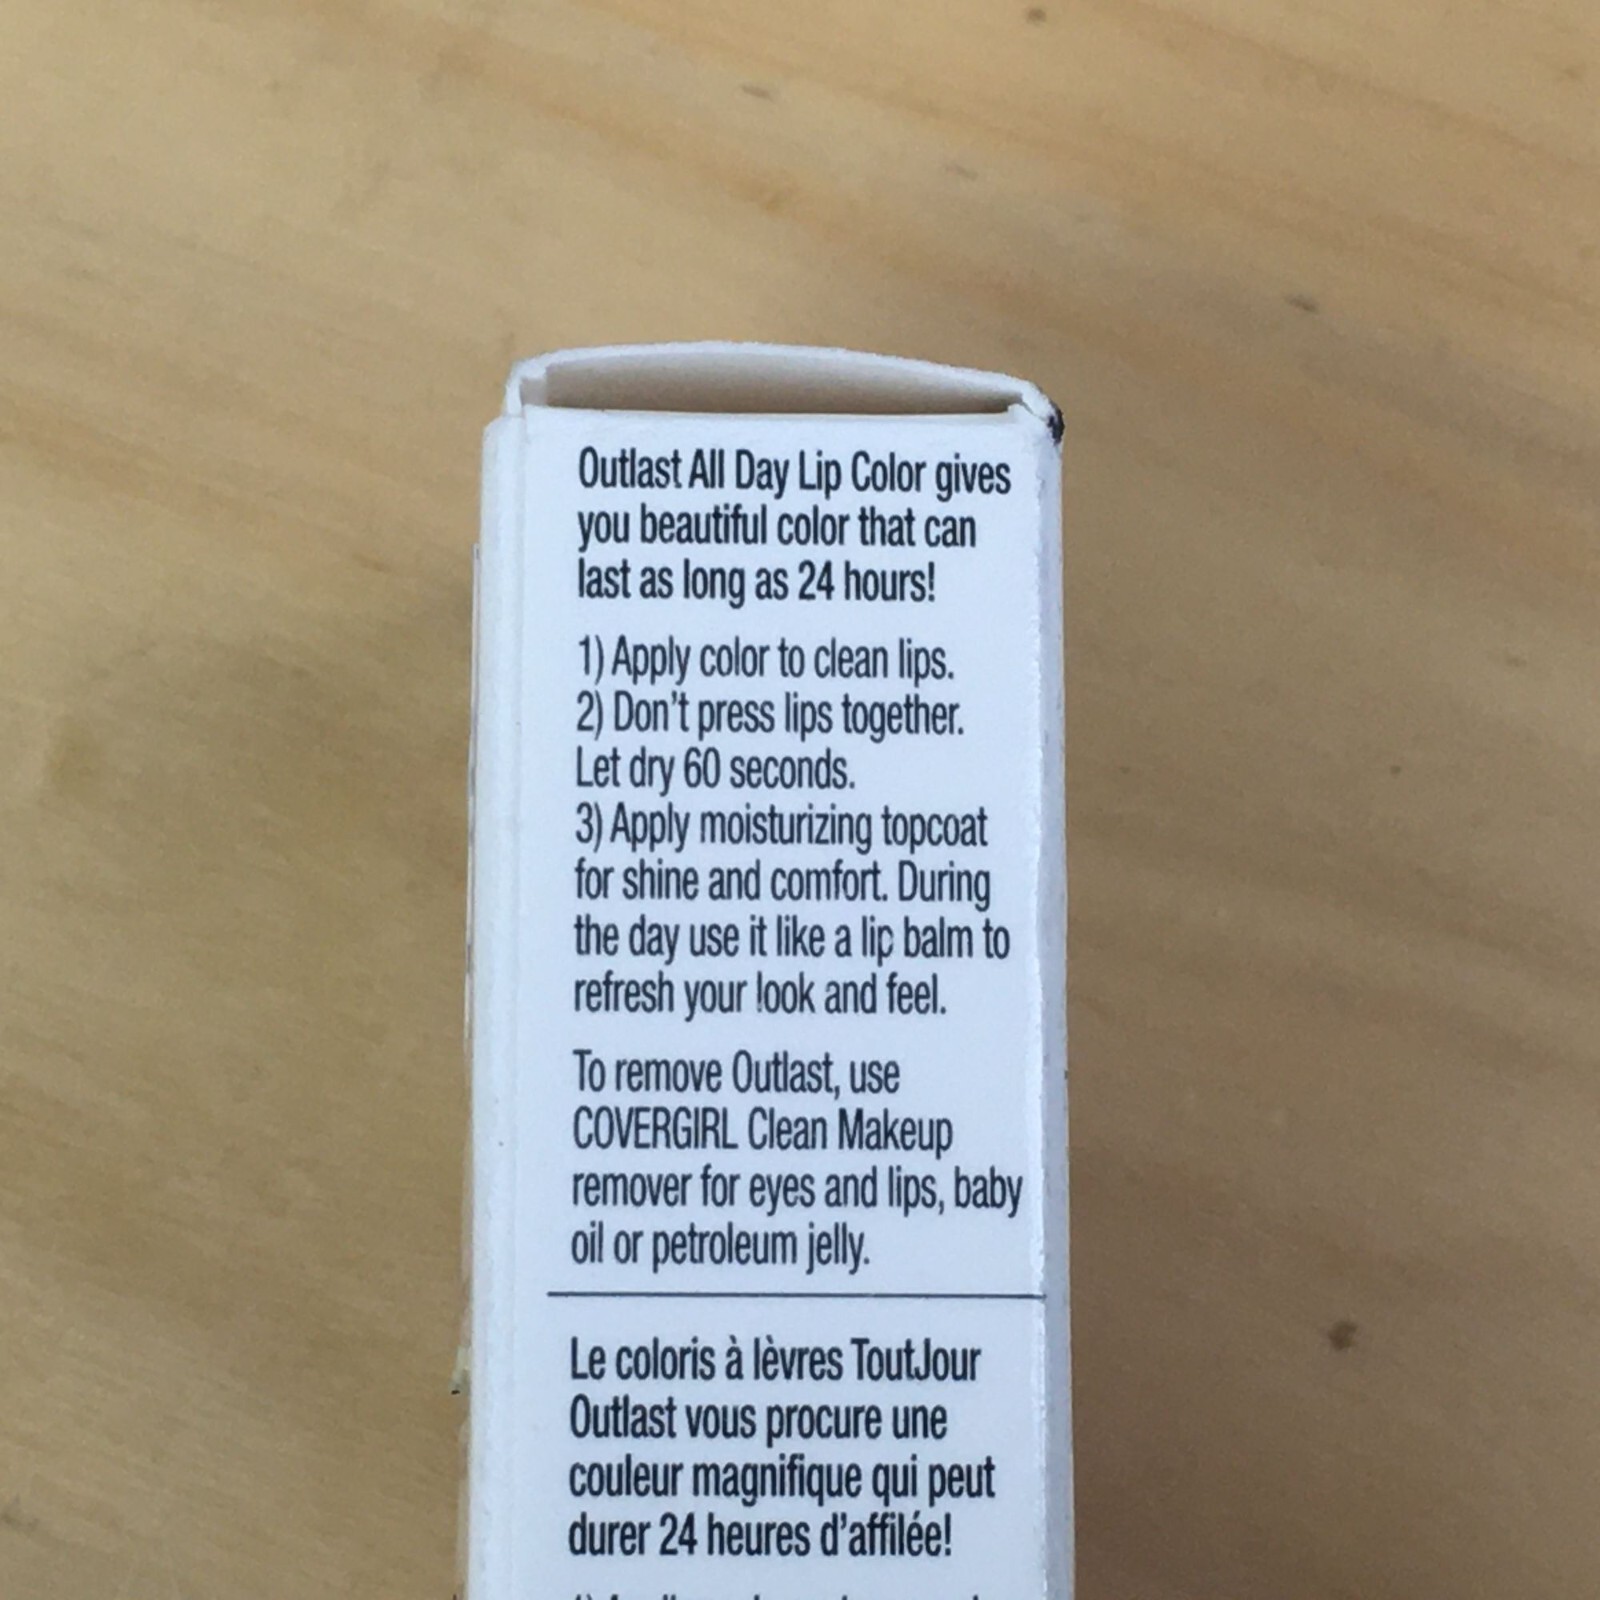 Outlast All Day Lip Color gives
you beautiful color that can
last as long as 24 hours!
1) Apply color to clean lips.
2) Don't press lips together.
Let dry 60 seconds.
3) Apply moisturizing topcoat
for shine and comfort. During
the day use it like a lip balm to
refresh your look and feel.
To remove Outlast, use
COVERGIRL Clean Makeup
remover for eyes and lips, baby
oil or petroleum jelly.
Le coloris à lèvres ToutJour
Outlast vous procure une
couleur magnifique qui peut
durer 24 heures d'affilée!